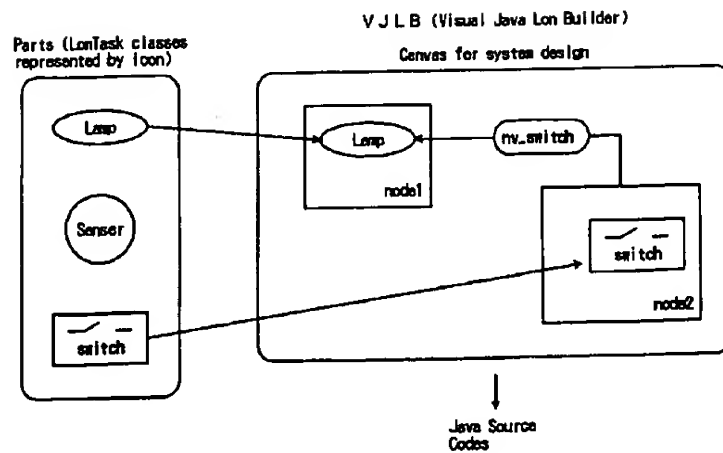 VJLB (Visual Java Lon Builder)
Parts (LonTask classes
represented by icon)
Canvas for system design
Lamp
Lamp
nv_switch
node1
Senser
switch
node2
switch
Java Source
Codes